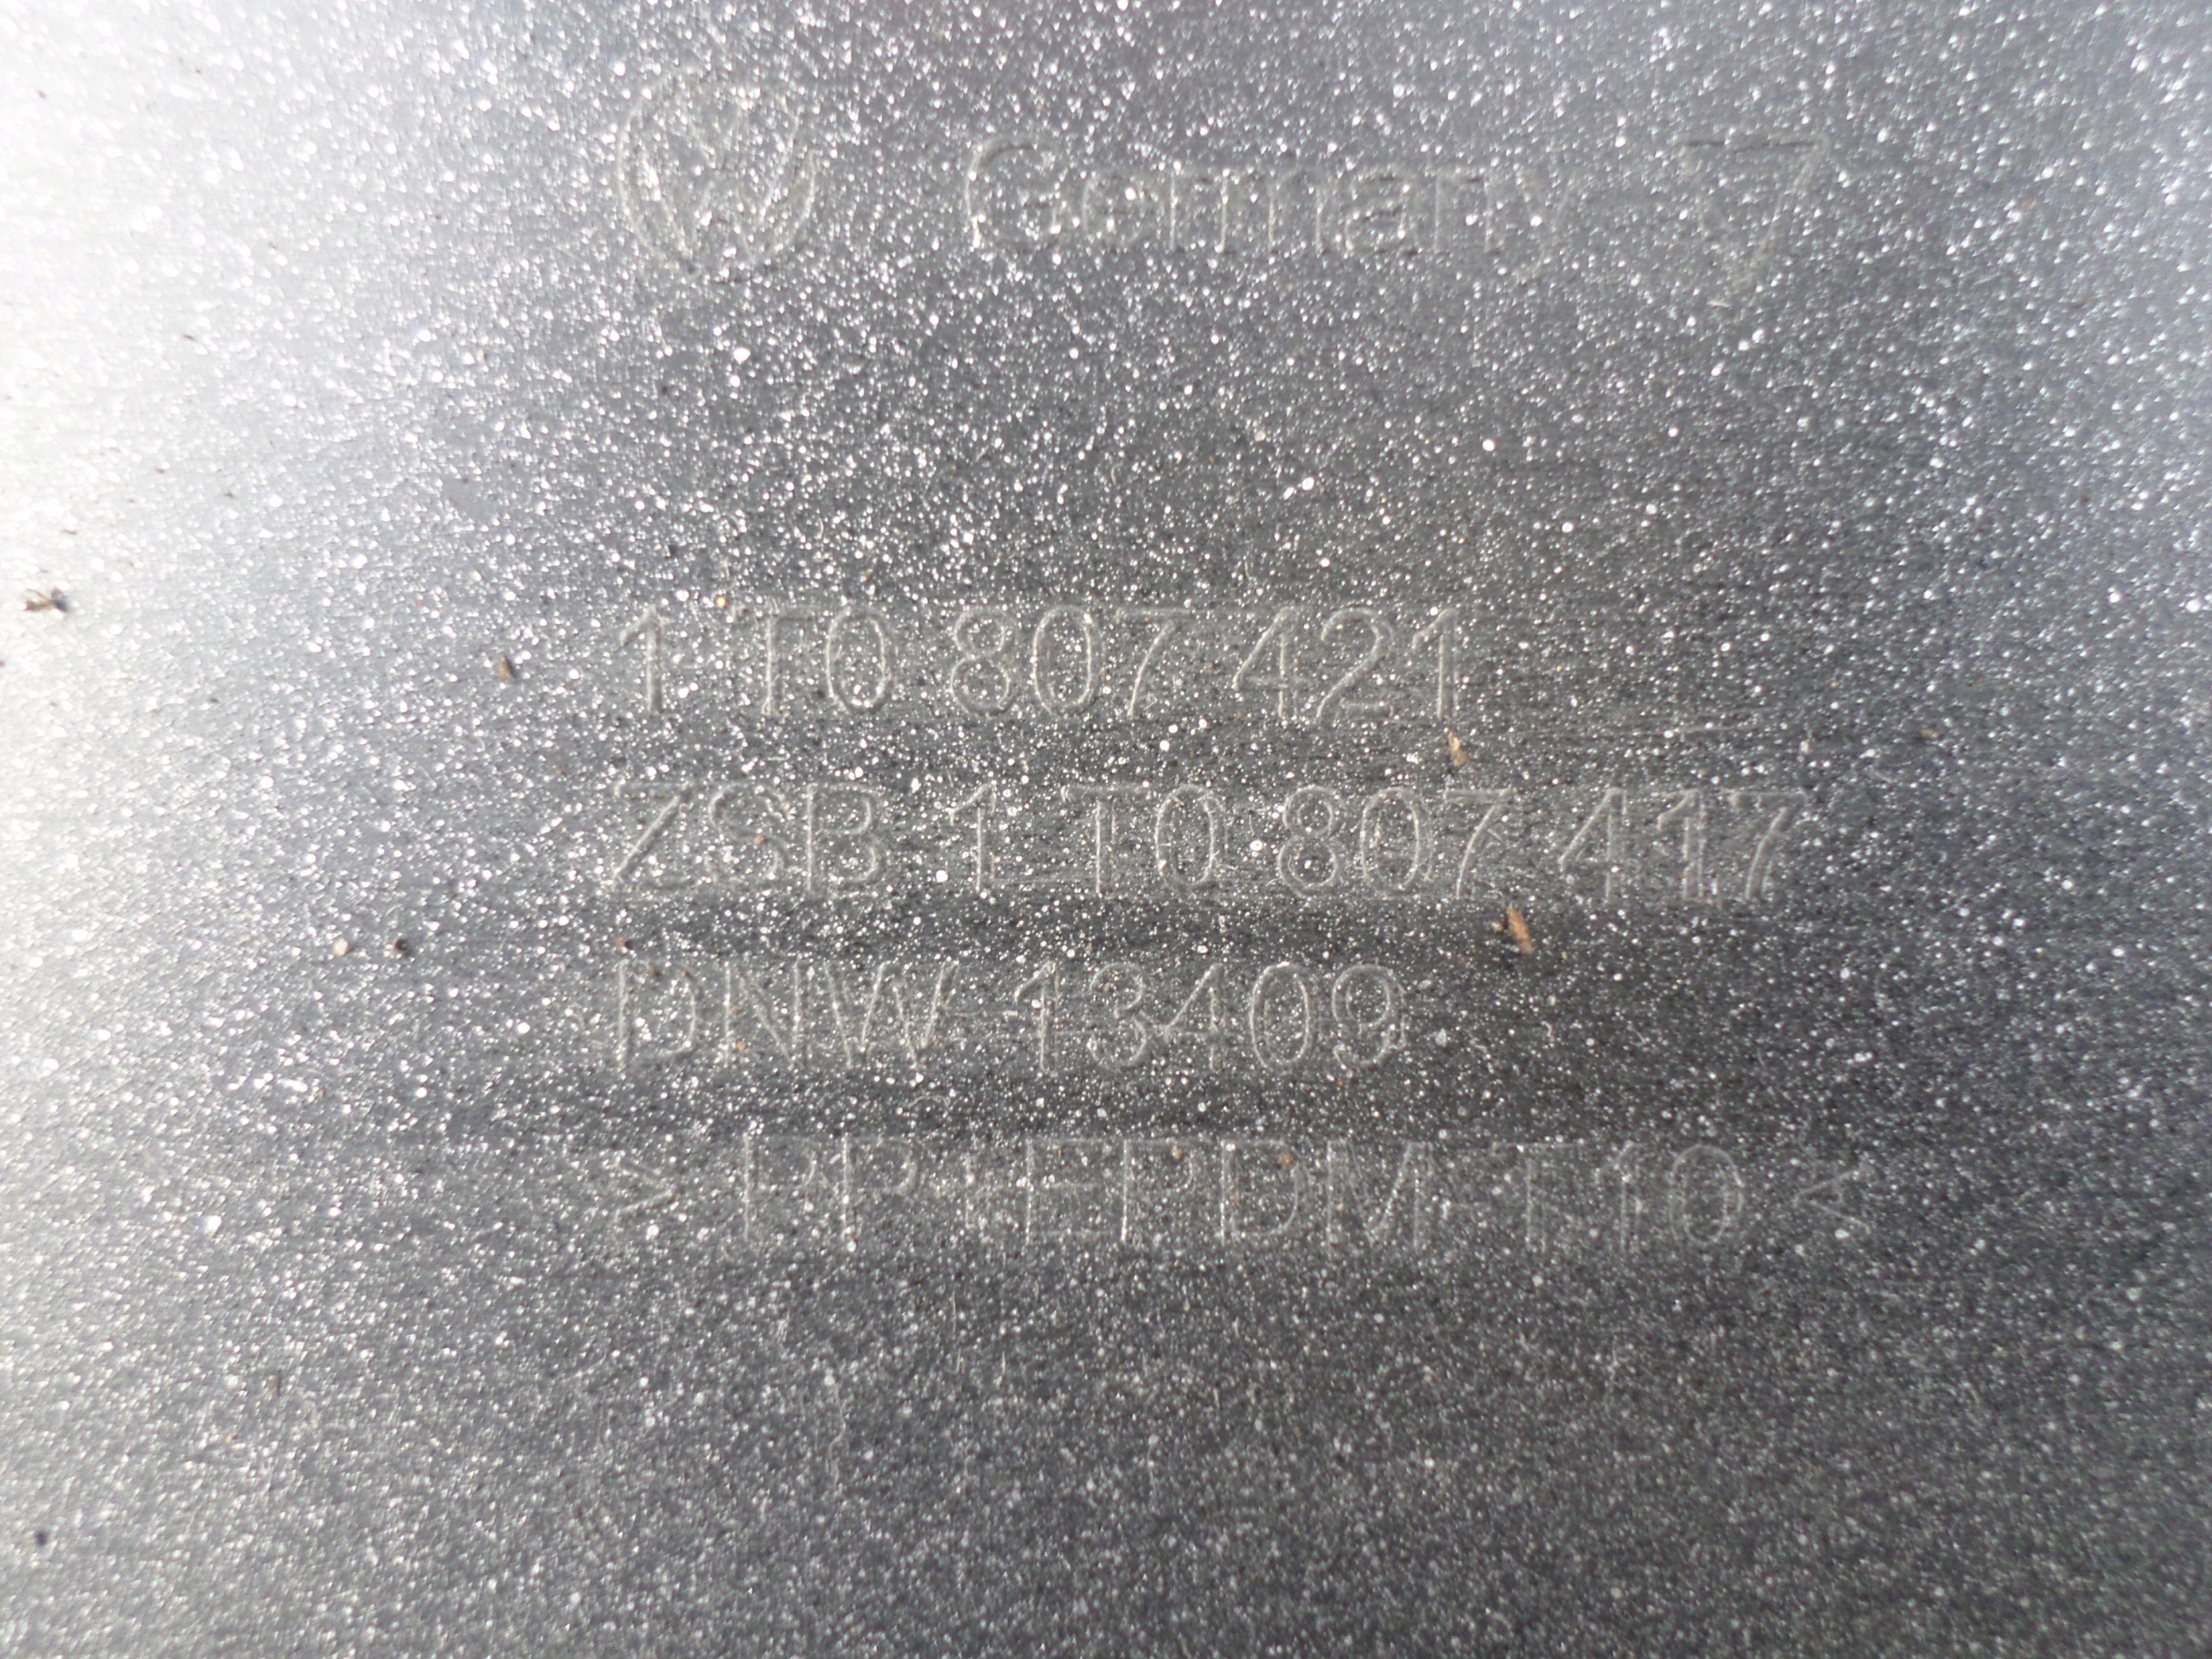 Germany
1T0 807 421
ZSB 1T0 807 417
DNW 13409
>PP+EPDM-T10<